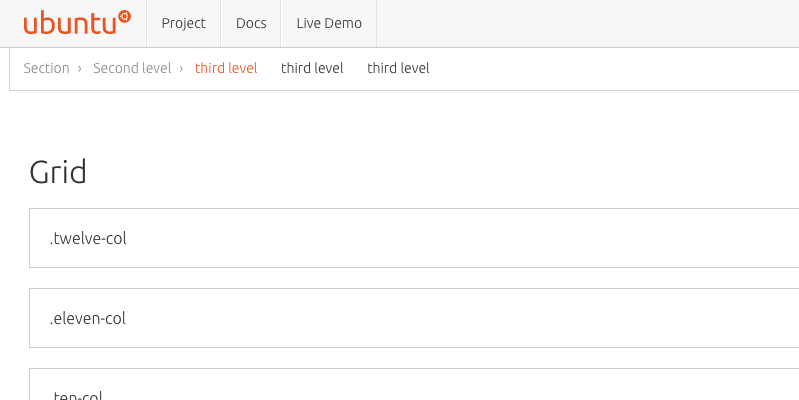 ubuntu Project Docs Live Demo
Section › Second level › third level third level third level
Grid
.twelve-col
.eleven-col
.ten-col